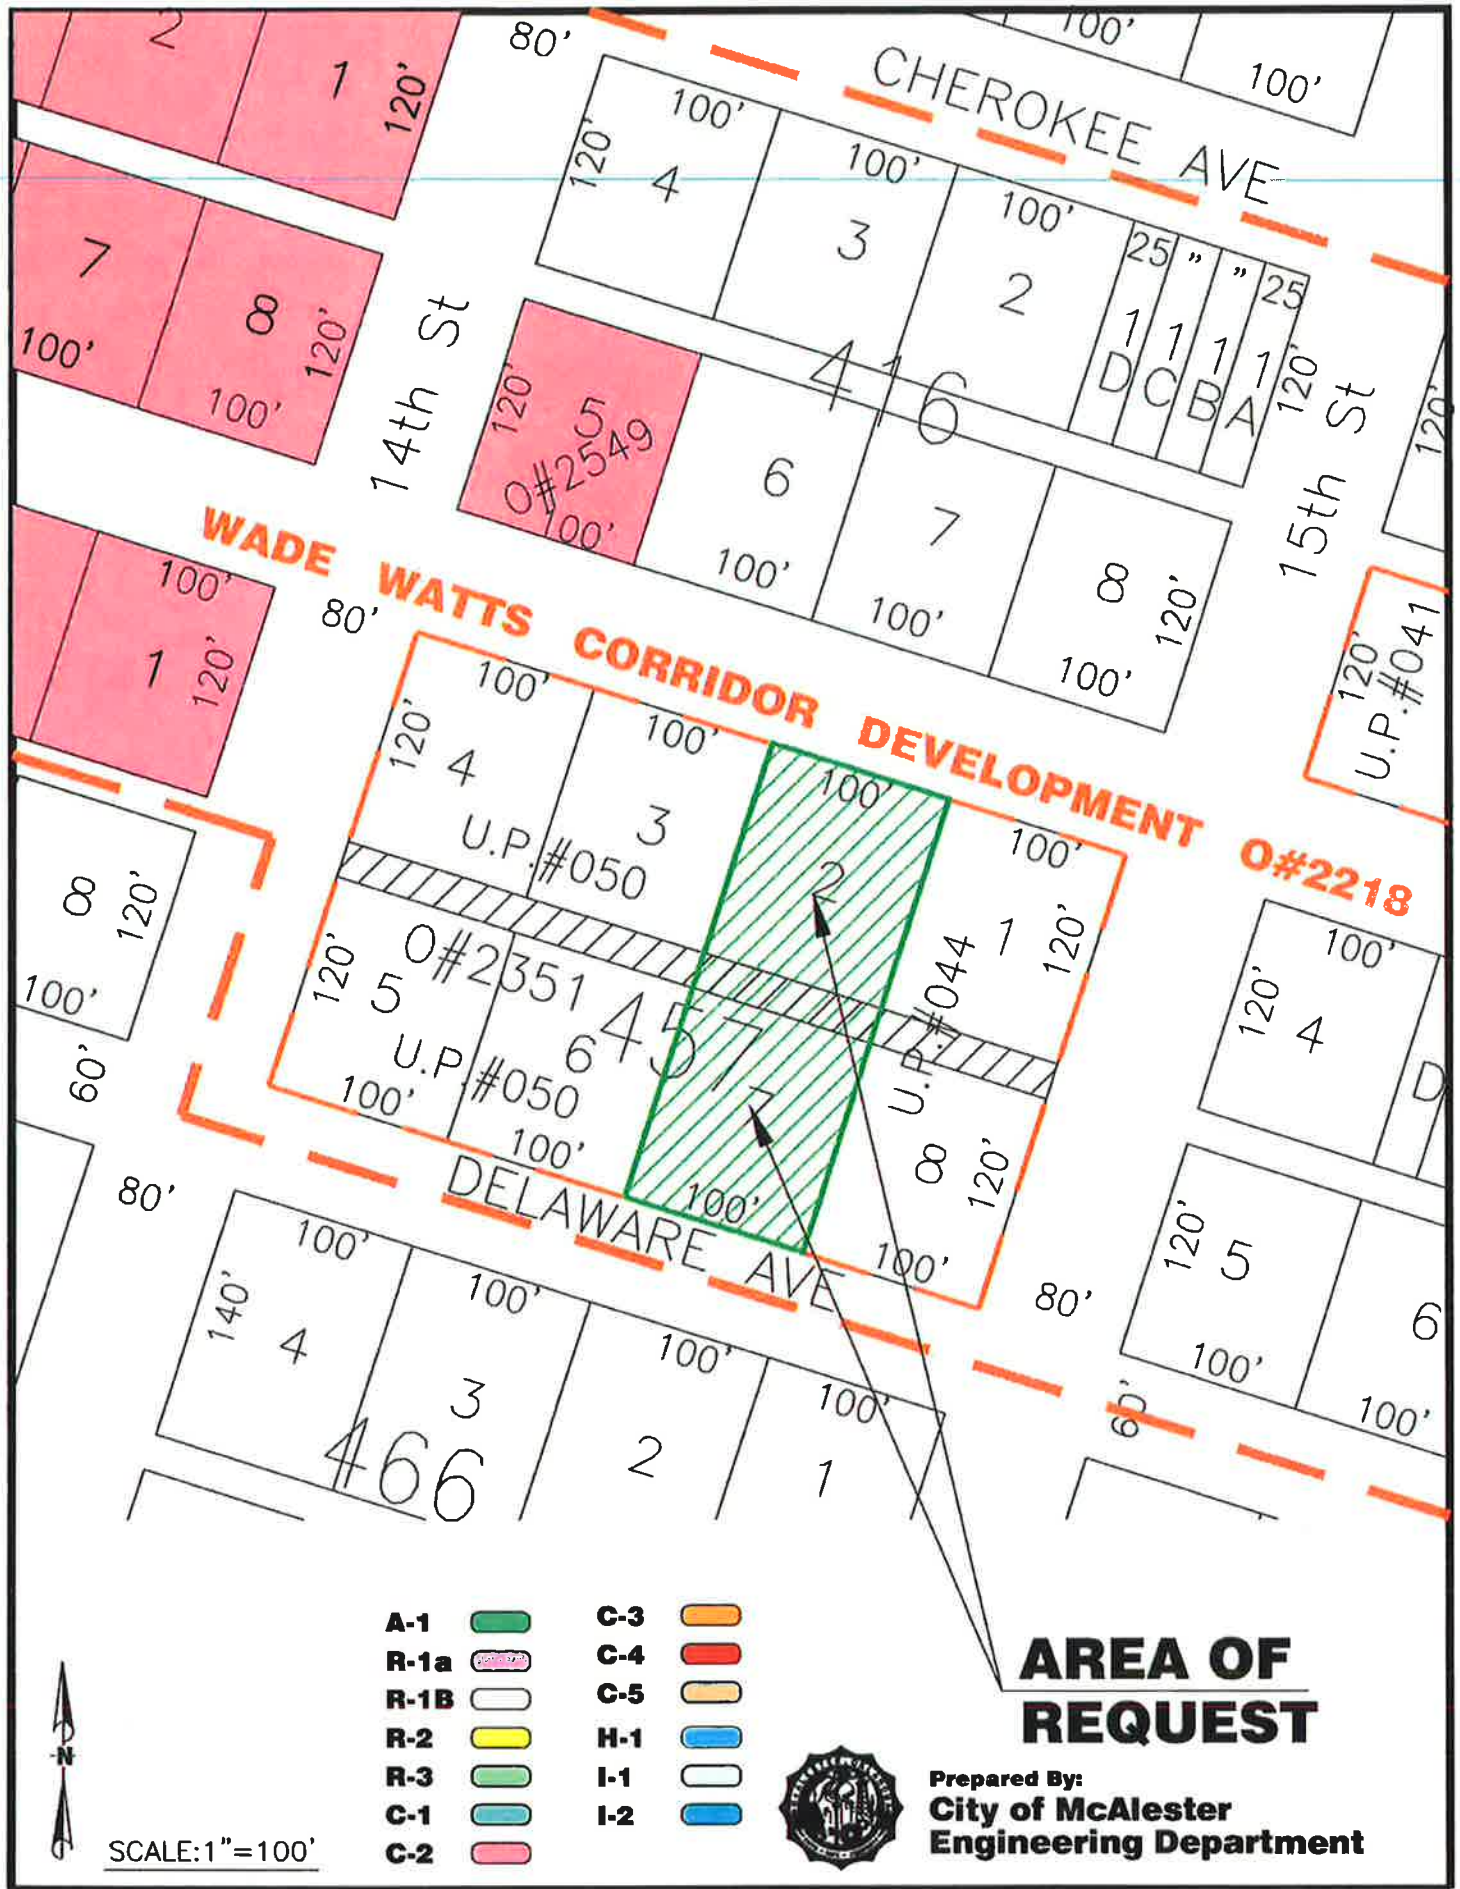 2
1
120'
80'
100'
100'
CHEROKEE AVE
100'
120'
4
100'
3
100'
2
25
"
"
25
1 D
1 C
1 B
1 A
120'
7
100'
8
120'
100'
14th St
120'
5
O#2549
100'
416
6
100'
7
100'
8
120'
100'
15th St
120'
WADE WATTS CORRIDOR DEVELOPMENT O#2218
100'
1
120'
80'
120'
U.P.#041
100'
120'
4
100'
3
U.P.#050
100'
2
100'
1
120'
U.P.#044
8
120'
100'
60'
120'
5
O#2351
457
6
U.P.#050
100'
100'
7
100'
8
120'
100'
100'
120'
4
D
80'
DELAWARE AVE
80'
120'
5
100'
6
100'
60'
100'
140'
4
100'
3
466
100'
2
100'
1
A-1
R-1a
R-1B
R-2
R-3
C-1
C-2
C-3
C-4
C-5
H-1
I-1
I-2
AREA OF
REQUEST
N
SCALE:1"=100'
Prepared By:
City of McAlester
Engineering Department